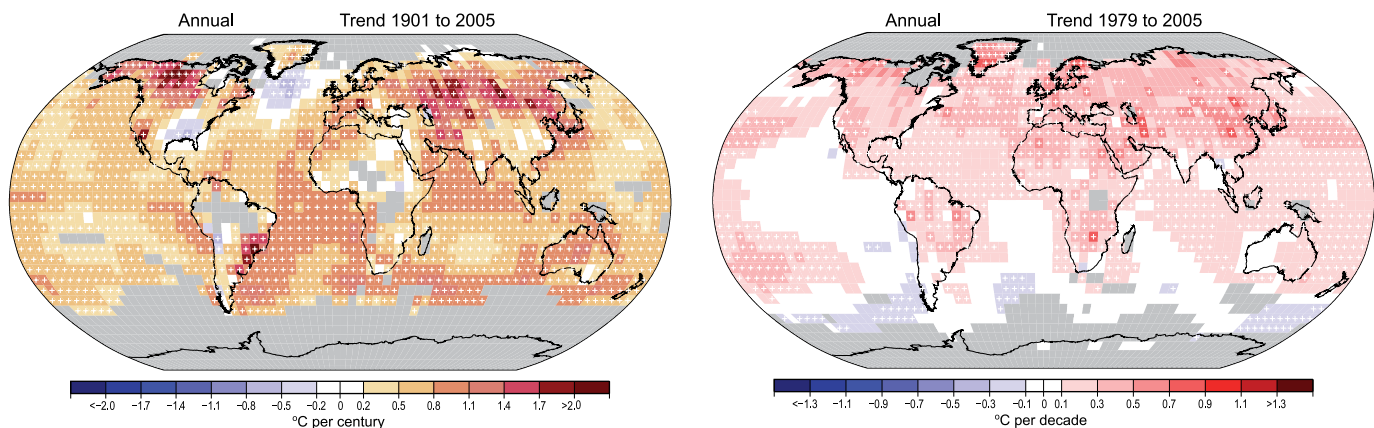 Annual Trend 1901 to 2005
<-2.0 −1.7 −1.4 −1.1 −0.8 −0.5 −0.2 0 0.2 0.5 0.8 1.1 1.4 1.7 >2.0
ºC per century
Annual Trend 1979 to 2005
<-1.3 −1.1 −0.9 −0.7 −0.5 −0.3 −0.1 0 0.1 0.3 0.5 0.7 0.9 1.1 >1.3
ºC per decade